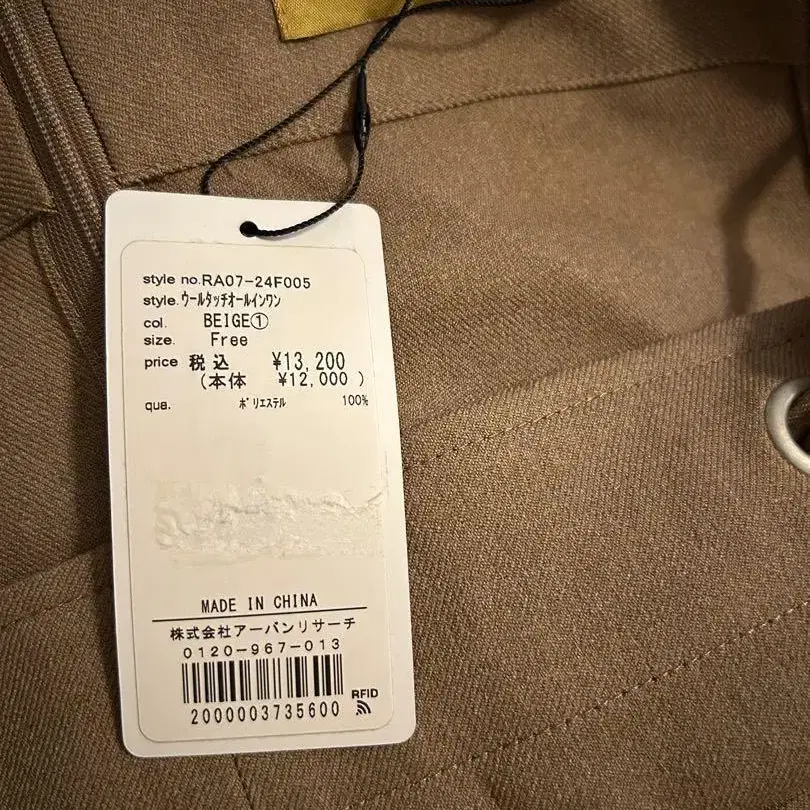 style no.RA07-24F005
style.ｳｰﾙﾀｯﾁｵｰﾙｲﾝﾜﾝ
col. BEIGE①
size. Free
price 税込 ¥13,200
(本体 ¥12,000 )
qua. ﾎﾟﾘｴｽﾃﾙ 100%
MADE IN CHINA
株式会社アーバンリサーチ
0120-967-013
RFID
2000003735600